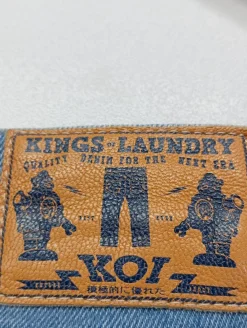 KINGS OF LAUNDRY
QUALITY DENIM FOR THE NEXT ERA
KOI
積極的に優れた